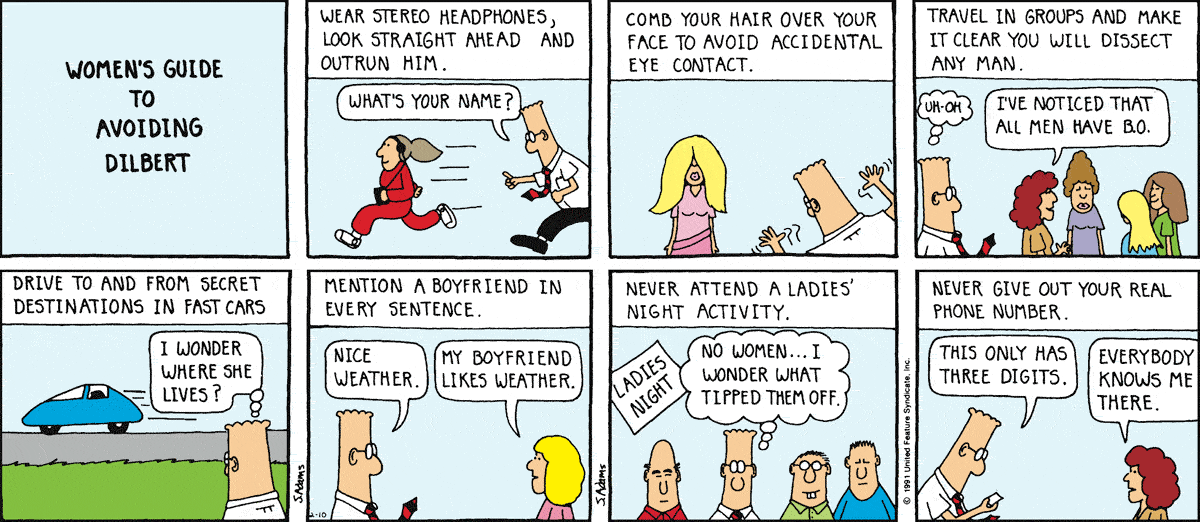 WOMEN'S GUIDE
TO
AVOIDING
DILBERT
WEAR STEREO HEADPHONES,
LOOK STRAIGHT AHEAD AND
OUTRUN HIM.
WHAT'S YOUR NAME?
COMB YOUR HAIR OVER YOUR
FACE TO AVOID ACCIDENTAL
EYE CONTACT.
TRAVEL IN GROUPS AND MAKE
IT CLEAR YOU WILL DISSECT
ANY MAN.
UH-OH
I'VE NOTICED THAT
ALL MEN HAVE B.O.
DRIVE TO AND FROM SECRET
DESTINATIONS IN FAST CARS
I WONDER
WHERE SHE
LIVES?
S.Adams
MENTION A BOYFRIEND IN
EVERY SENTENCE.
NICE
WEATHER.
MY BOYFRIEND
LIKES WEATHER.
2-10
S.Adams
NEVER ATTEND A LADIES'
NIGHT ACTIVITY.
LADIES
NIGHT
NO WOMEN... I
WONDER WHAT
TIPPED THEM OFF.
© 1991 United Feature Syndicate, Inc.
NEVER GIVE OUT YOUR REAL
PHONE NUMBER.
THIS ONLY HAS
THREE DIGITS.
EVERYBODY
KNOWS ME
THERE.